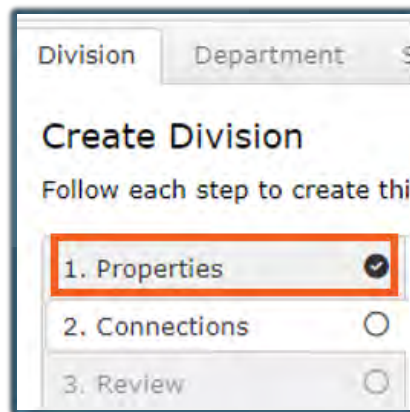 Division Department S
Create Division
Follow each step to create thi
1. Properties
2. Connections
3. Review